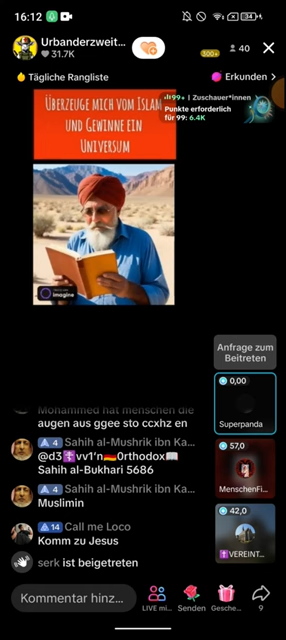 16:12
34
Urbanderzweit...
31.7K
300+
40
Tägliche Rangliste
Erkunden >
ÜBERZEUGE MICH VOM ISLAM
UND GEWINNE EIN
UNIVERSUM
99+ | Zuschauer*innen
Punkte erforderlich
für 99: 6.4K
imagine
Anfrage zum
Beitreten
0,00
Superpanda
57,0
MenschenFi...
42,0
✝️VEREINT...
Mohammed hat menschen die
augen aus ggee sto ccxhz en
4 Sahih al-Mushrik ibn Ka...
@d3✝️vv1'n🇩🇪0rthodox📖
Sahih al-Bukhari 5686
4 Sahih al-Mushrik ibn Ka...
Muslimin
14 Call me Loco
Komm zu Jesus
serk ist beigetreten
Kommentar hinz...
LIVE mi...
Senden
Gesche...
9